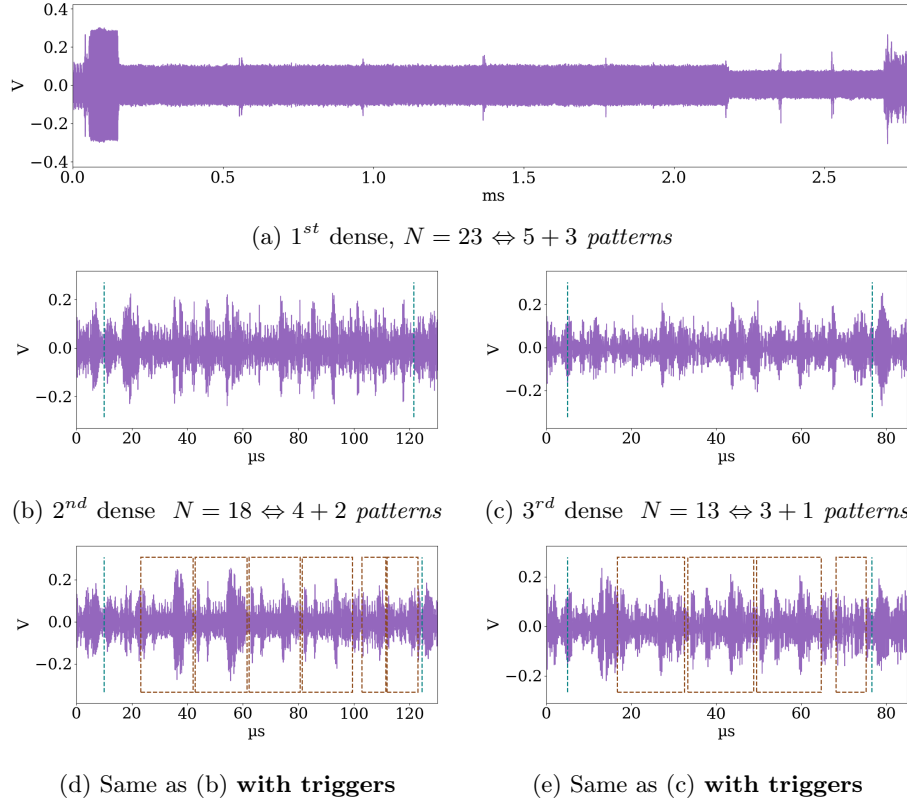 0.4
0.2
0.0
−0.2
−0.4
V
0.0 0.5 1.0 1.5 2.0 2.5
ms
(a) 1st dense, N = 23 ⇔ 5 + 3 patterns
0.2
0.0
−0.2
V
0 20 40 60 80 100 120
µs
0.2
0.0
−0.2
V
0 20 40 60 80
µs
(b) 2nd dense N = 18 ⇔ 4 + 2 patterns
(c) 3rd dense N = 13 ⇔ 3 + 1 patterns
0.2
0.0
−0.2
V
0 20 40 60 80 100 120
µs
0.2
0.0
−0.2
V
0 20 40 60 80
µs
(d) Same as (b) with triggers
(e) Same as (c) with triggers